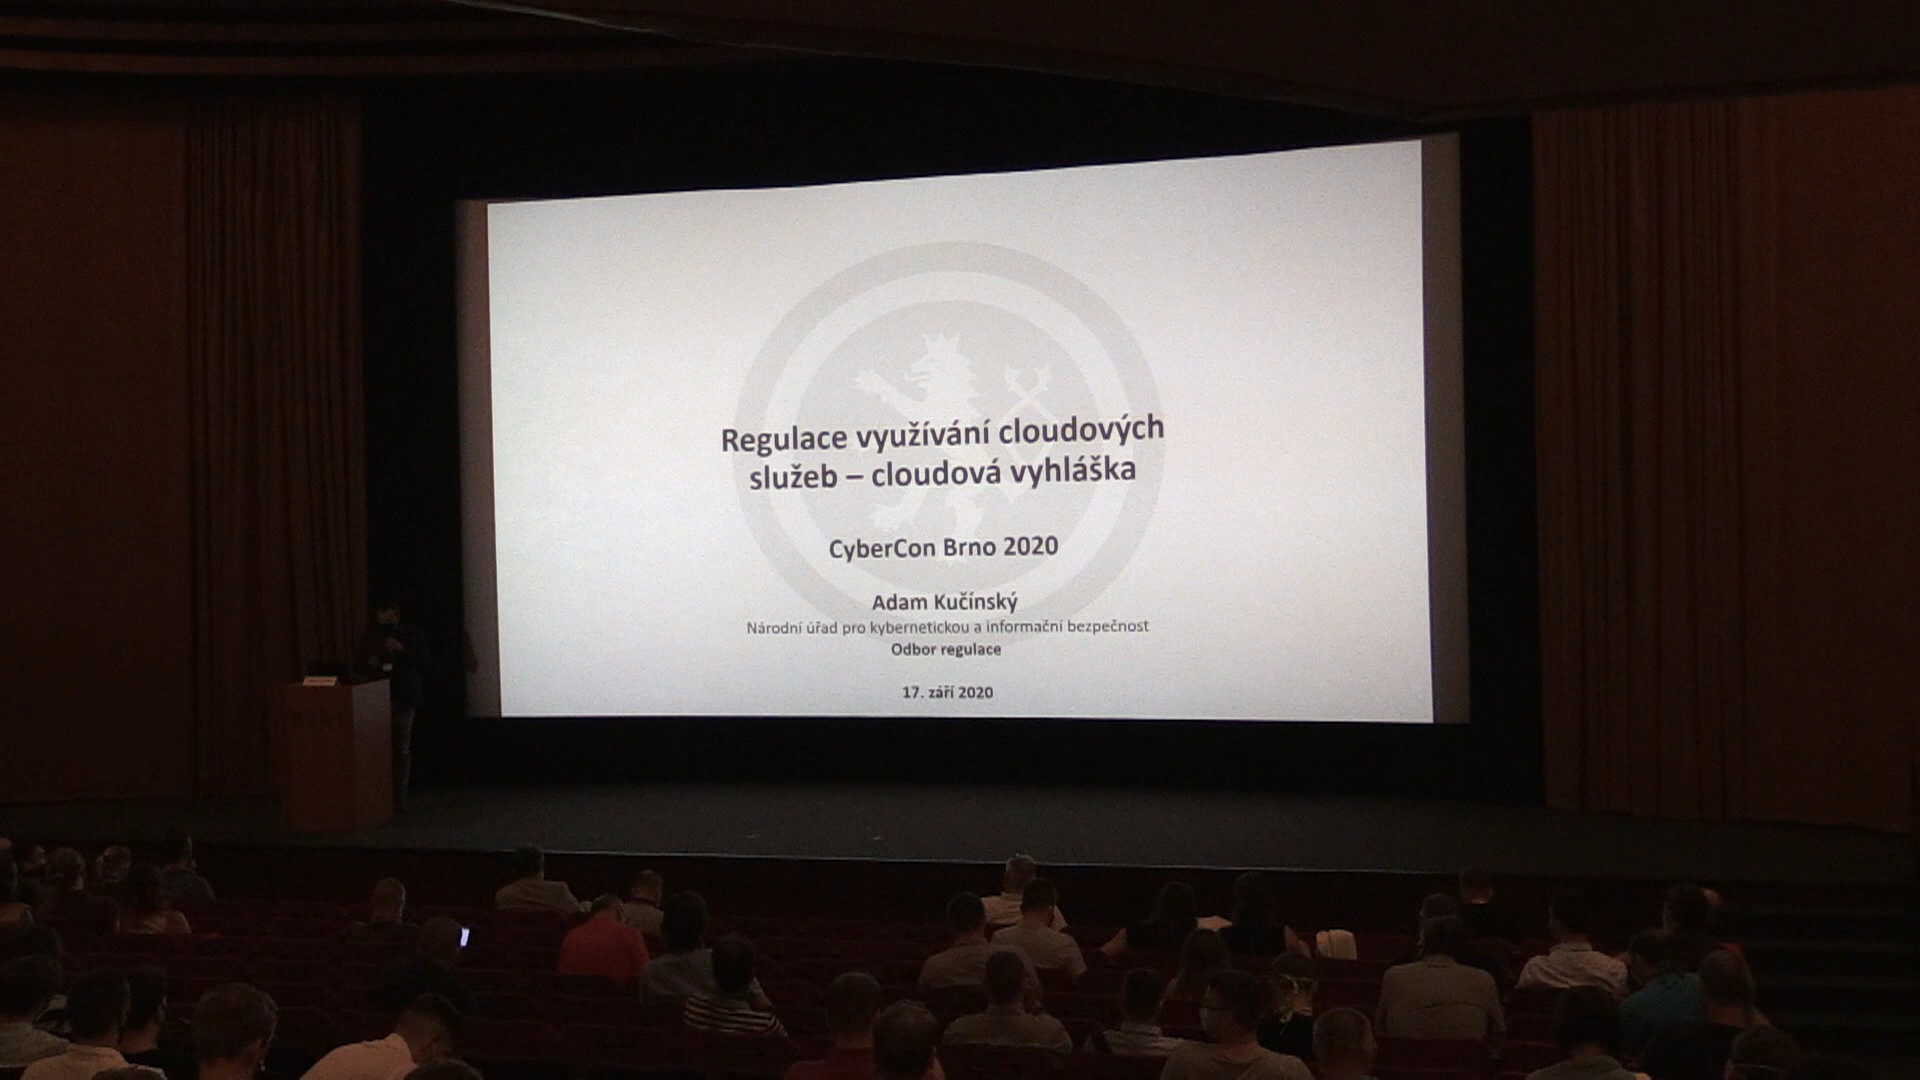 Regulace využívání cloudových
služeb – cloudová vyhláška
CyberCon Brno 2020
Adam Kučínský
Národní úřad pro kybernetickou a informační bezpečnost
Odbor regulace
17. září 2020